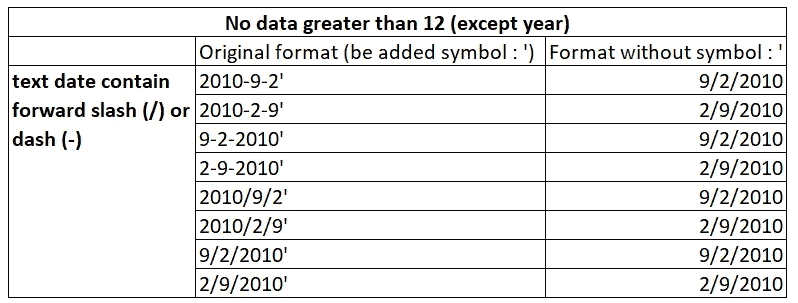 No data greater than 12 (except year)
Original format (be added symbol : ') Format without symbol : '
text date contain forward slash (/) or dash (-)
2010-9-2' 9/2/2010
2010-2-9' 2/9/2010
9-2-2010' 9/2/2010
2-9-2010' 2/9/2010
2010/9/2' 9/2/2010
2010/2/9' 2/9/2010
9/2/2010' 9/2/2010
2/9/2010' 2/9/2010